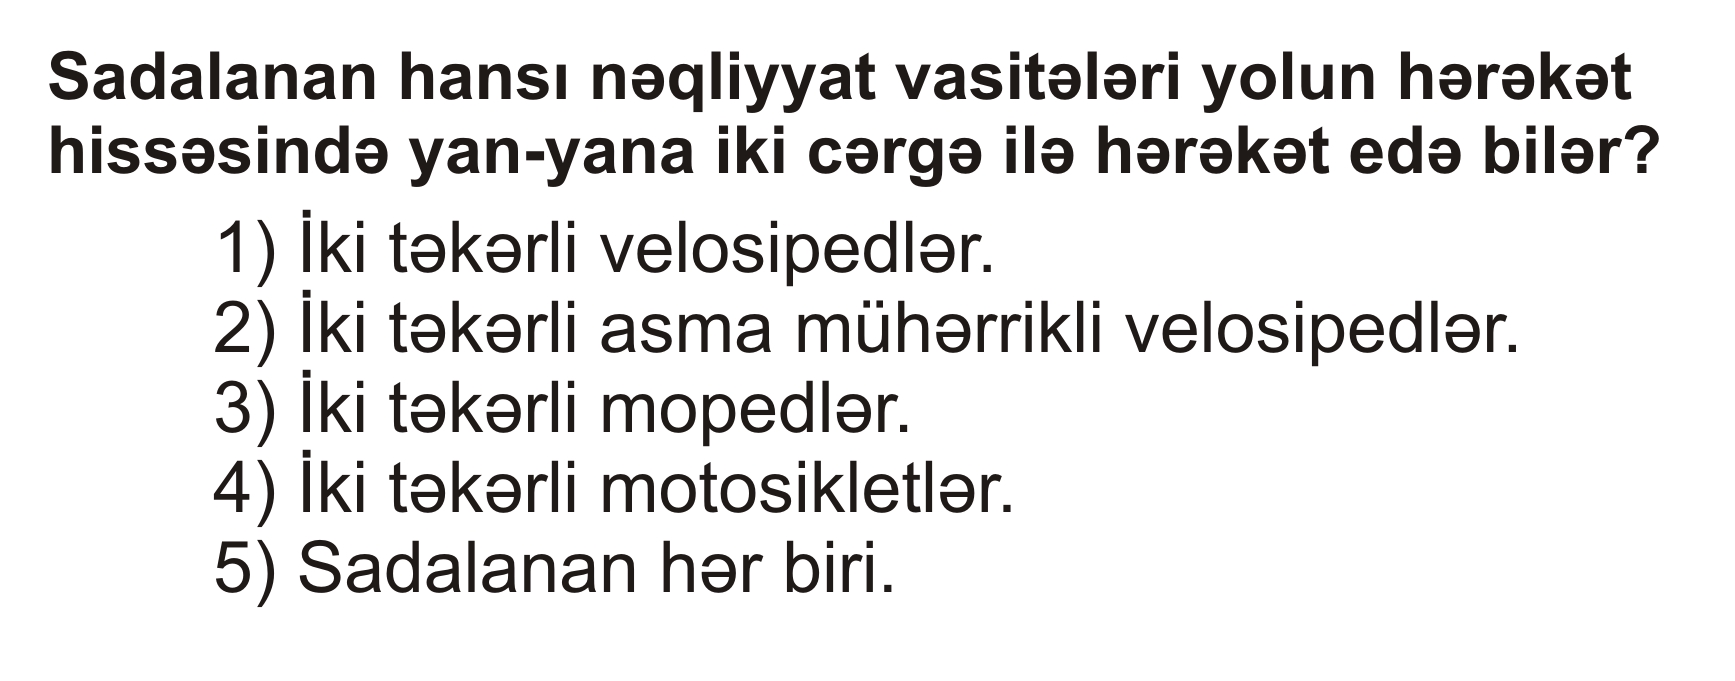 Sadalanan hansı nəqliyyat vasitələri yolun hərəkət
hissəsində yan-yana iki cərgə ilə hərəkət edə bilər?
1) İki təkərli velosipedlər.
2) İki təkərli asma mühərrikli velosipedlər.
3) İki təkərli mopedlər.
4) İki təkərli motosikletlər.
5) Sadalanan hər biri.